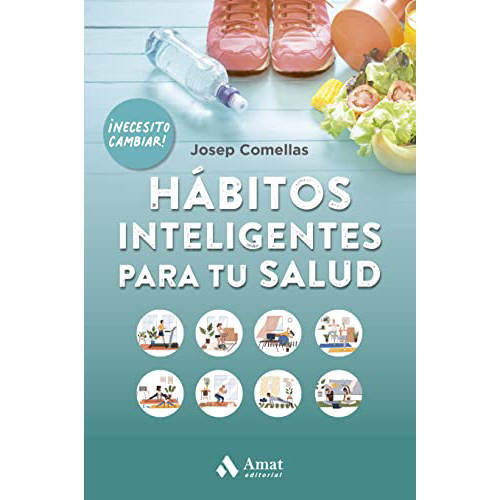 ¡NECESITO
CAMBIAR!
Josep Comellas
HÁBITOS
INTELIGENTES
PARA TU SALUD
Amat
editorial